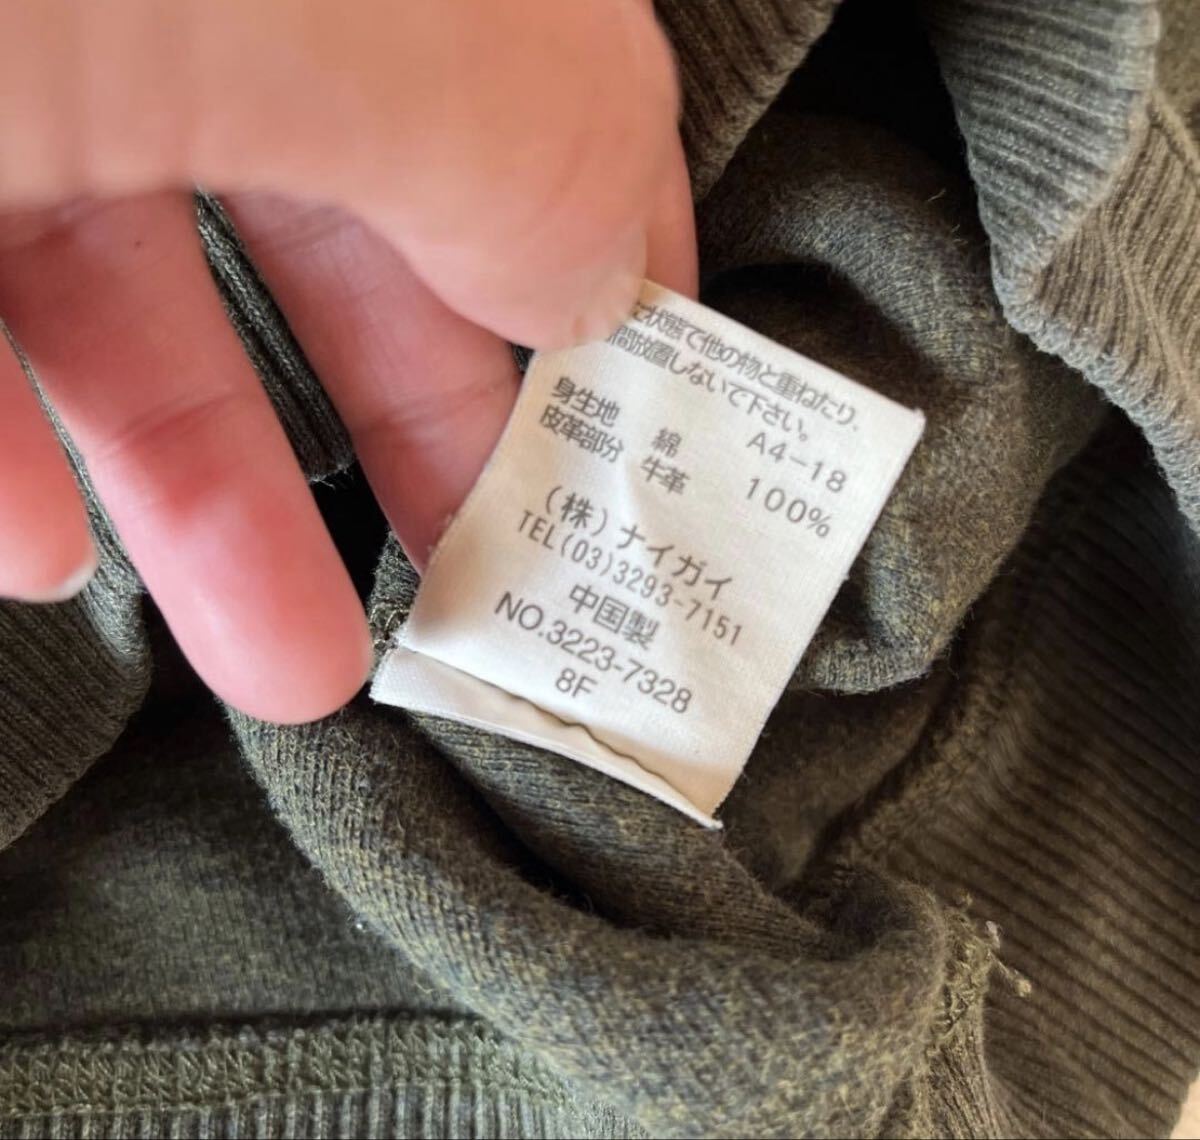 状態で他の物と重ねたり、
間放置しないで下さい。
A4-18
身生地 綿 100%
皮革部分 牛革
(株)ナイガイ
TEL(03)3293-7151
中国製
NO.3223-7328
8F